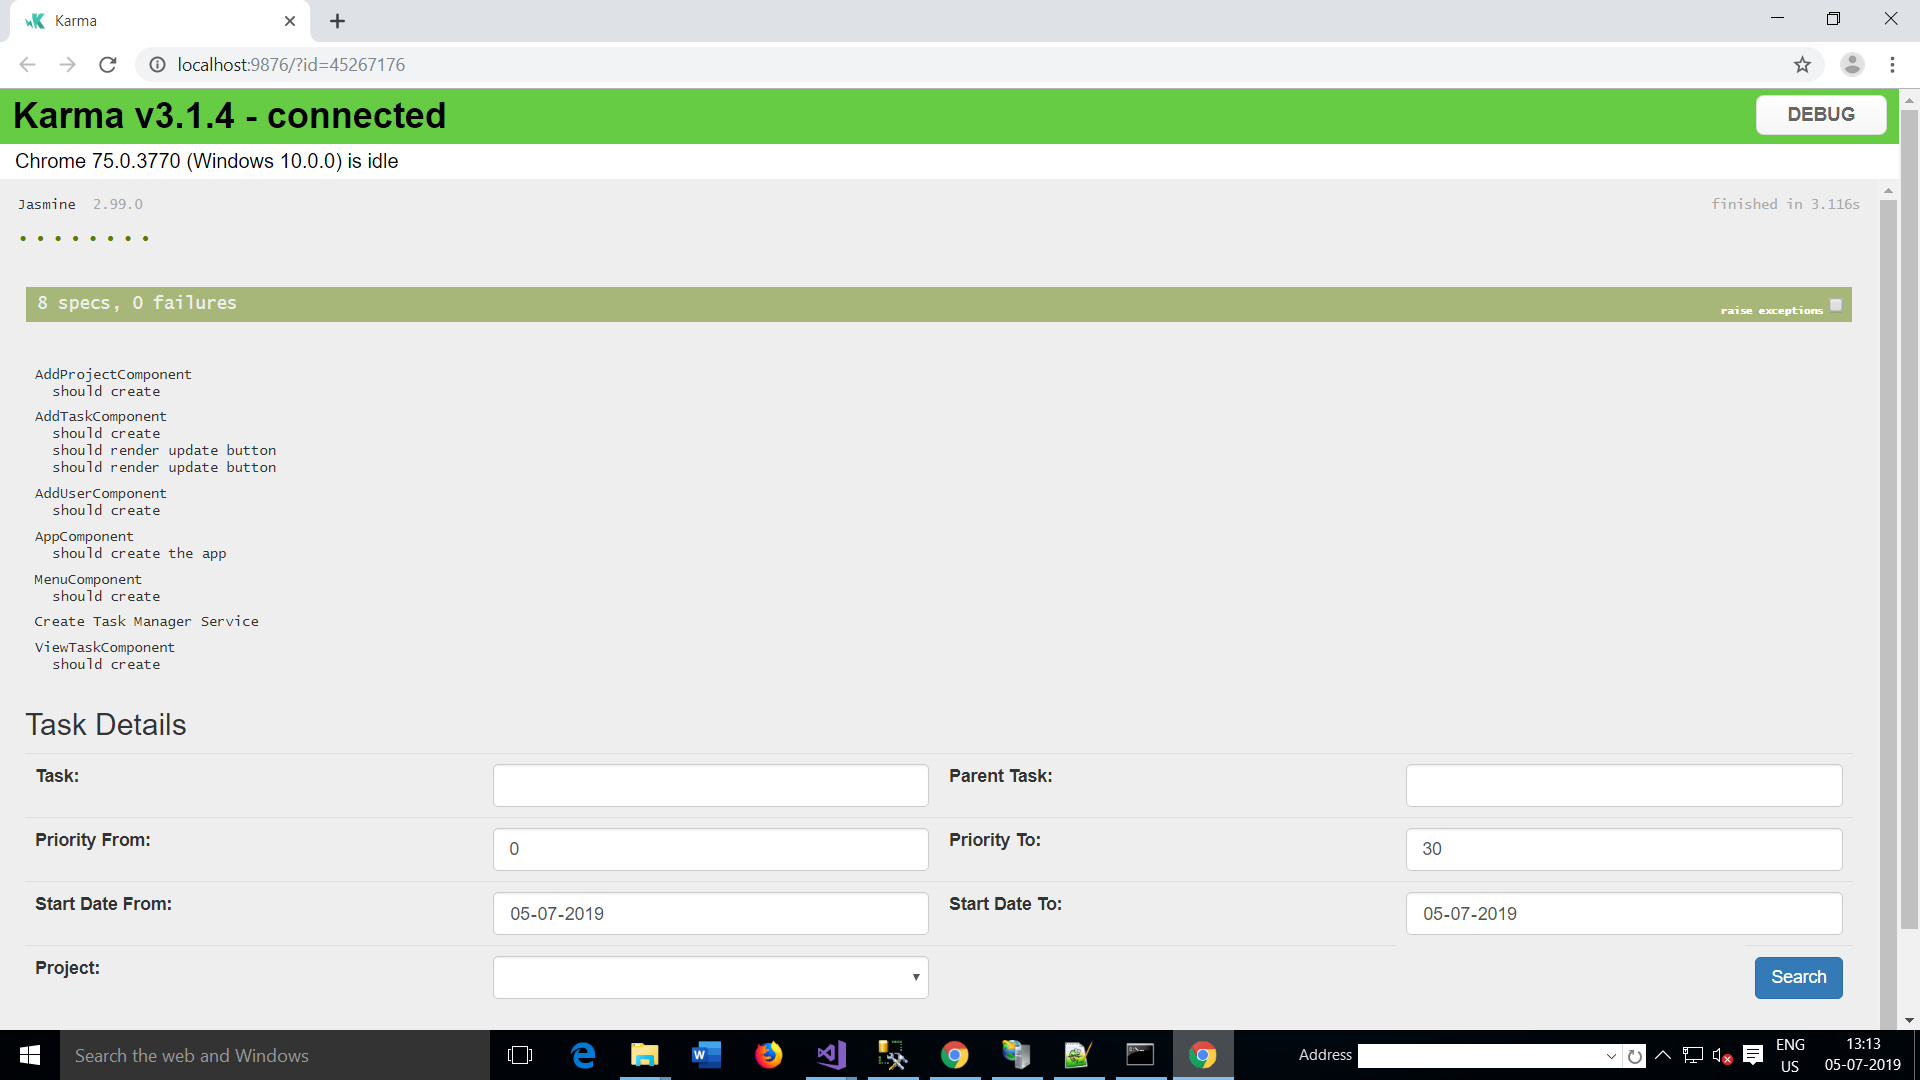 Karma
localhost:9876/?id=45267176
Karma v3.1.4 - connected
DEBUG
Chrome 75.0.3770 (Windows 10.0.0) is idle
Jasmine 2.99.0
finished in 3.116s
8 specs, 0 failures
raise exceptions
AddProjectComponent
should create
AddTaskComponent
should create
should render update button
should render update button
AddUserComponent
should create
AppComponent
should create the app
MenuComponent
should create
Create Task Manager Service
ViewTaskComponent
should create
Task Details
Task:
Parent Task:
Priority From: 0
Priority To: 30
Start Date From: 05-07-2019
Start Date To: 05-07-2019
Project:
Search
Search the web and Windows
Address
ENG
US
13:13
05-07-2019